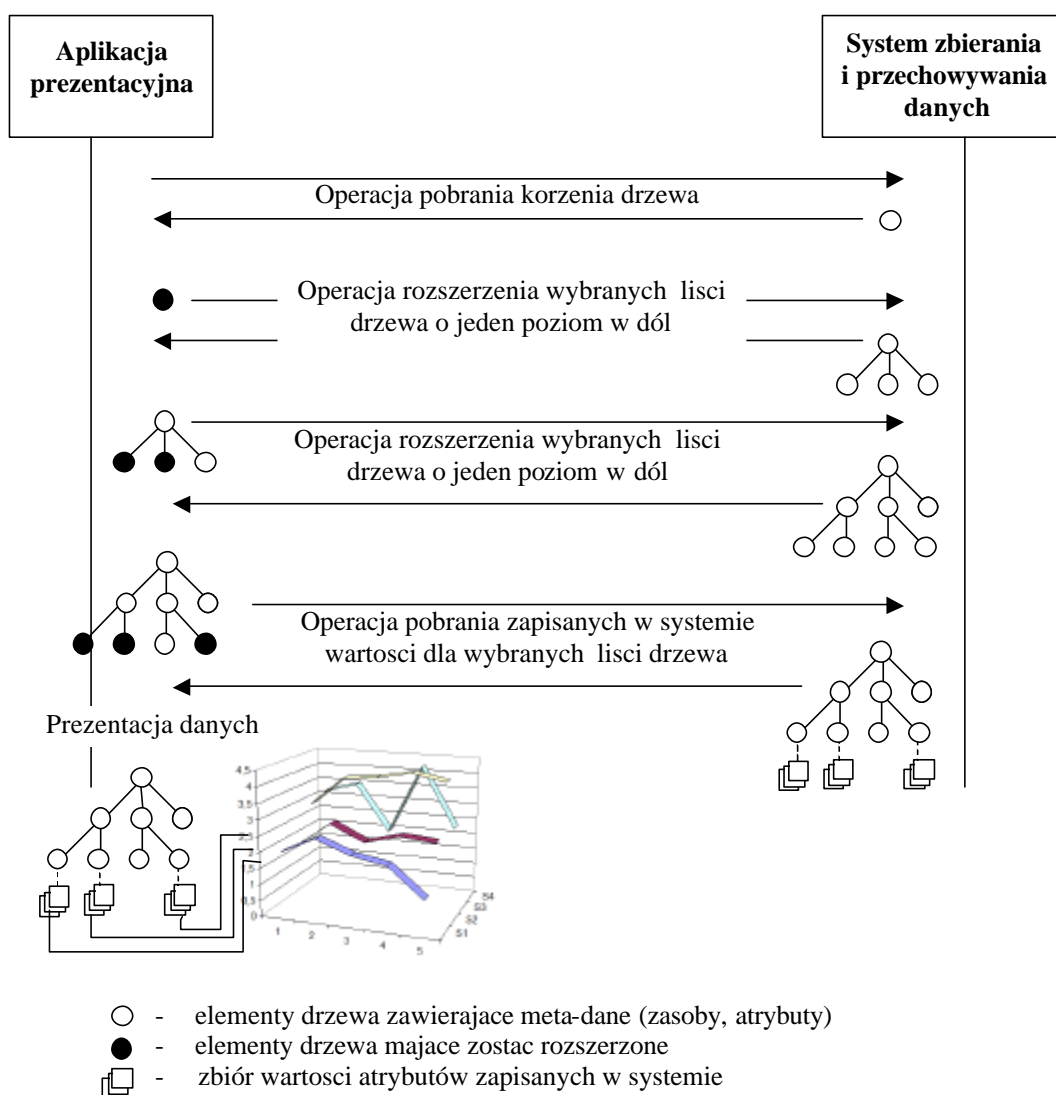 Aplikacja
prezentacyjna
System zbierania
i przechowywania
danych
Operacja pobrania korzenia drzewa
Operacja rozszerzenia wybranych lisci
drzewa o jeden poziom w dól
Operacja rozszerzenia wybranych lisci
drzewa o jeden poziom w dól
Operacja pobrania zapisanych w systemie
wartosci dla wybranych lisci drzewa
Prezentacja danych
4,5
4
3,5
3
2,5
2
1,5
1
0,5
0
1
2
3
4
5
S1
S2
S3
S4
- elementy drzewa zawierajace meta-dane (zasoby, atrybuty)
- elementy drzewa majace zostac rozszerzone
- zbiór wartosci atrybutów zapisanych w systemie